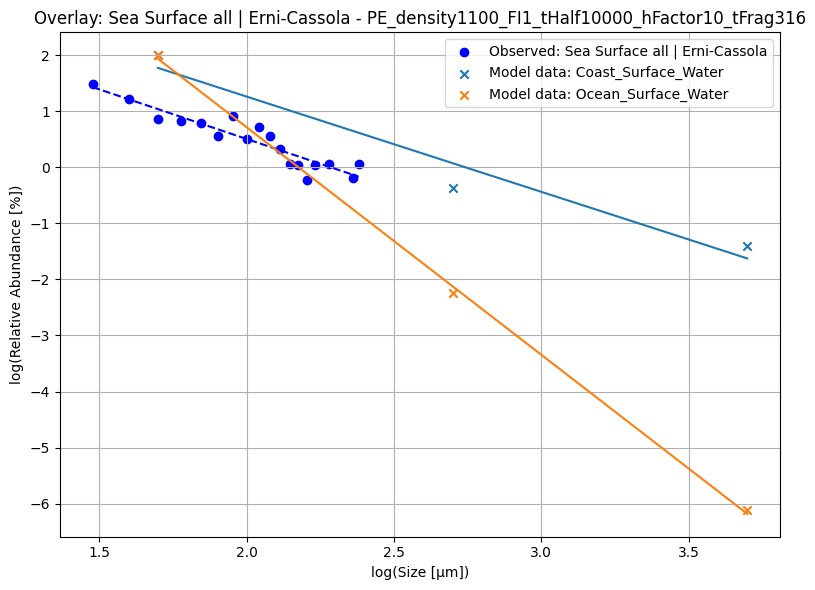 Overlay: Sea Surface all | Erni-Cassola - PE_density1100_FI1_tHalf10000_hFactor10_tFrag316
Observed: Sea Surface all | Erni-Cassola
Model data: Coast_Surface_Water
Model data: Ocean_Surface_Water
log(Relative Abundance [%])
2
1
0
−1
−2
−3
−4
−5
−6
1.5
2.0
2.5
3.0
3.5
log(Size [μm])